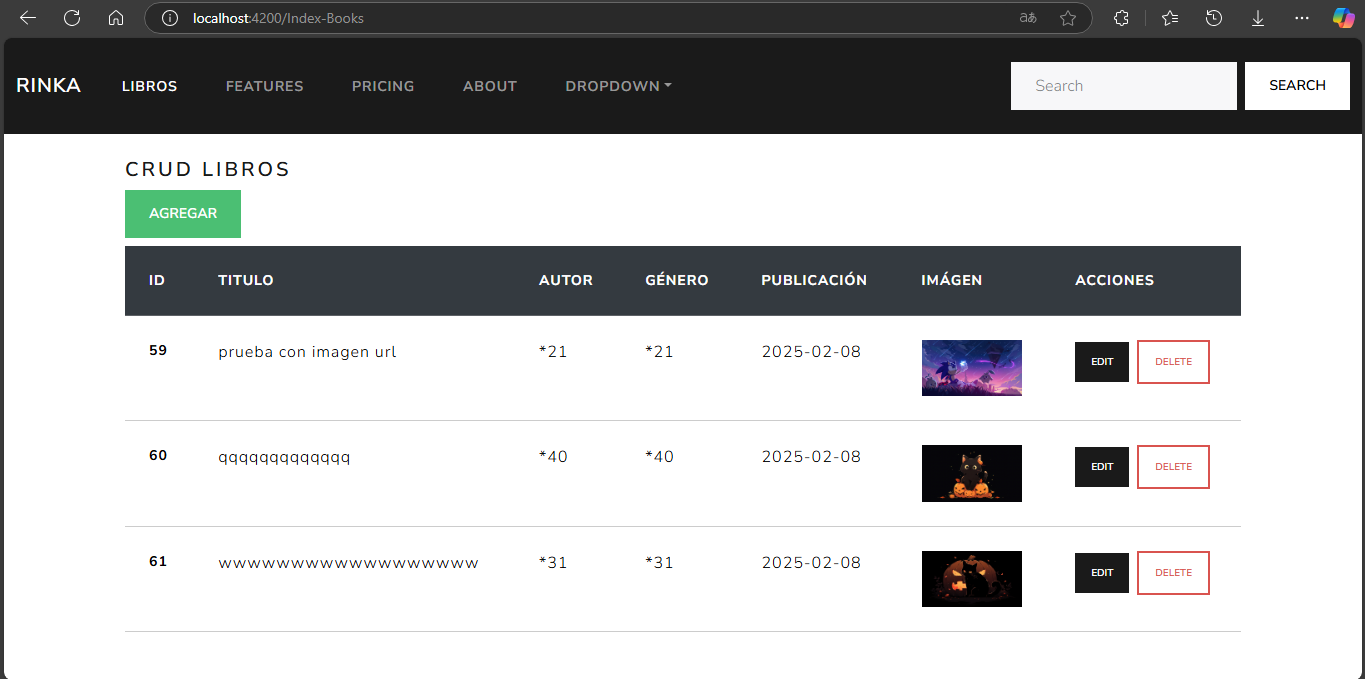 localhost:4200/Index-Books
RINKA LIBROS FEATURES PRICING ABOUT DROPDOWN Search SEARCH
CRUD LIBROS
AGREGAR
ID TITULO AUTOR GÉNERO PUBLICACIÓN IMÁGEN ACCIONES
59 prueba con imagen url *21 *21 2025-02-08 EDIT DELETE
60 qqqqqqqqqqqqq *40 *40 2025-02-08 EDIT DELETE
61 wwwwwwwwwwwwwwwwww *31 *31 2025-02-08 EDIT DELETE